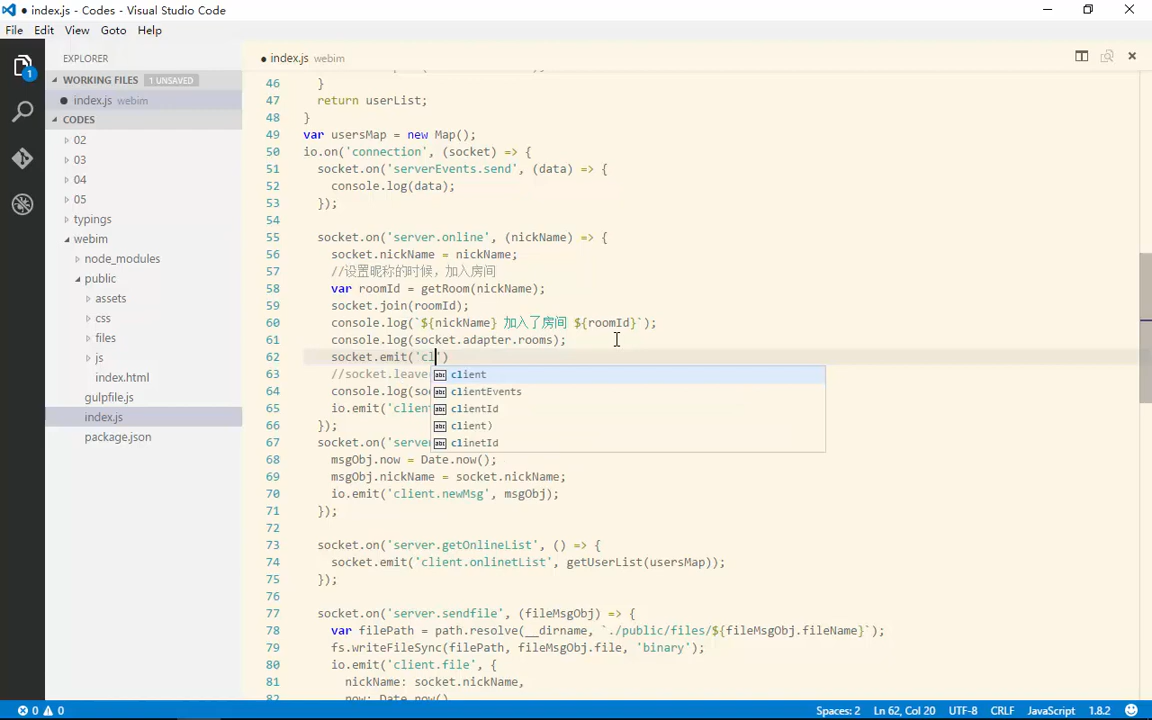 index.js - Codes - Visual Studio Code
File Edit View Goto Help
EXPLORER
WORKING FILES 1 UNSAVED
index.js webim
CODES
02
03
04
05
typings
webim
node_modules
public
assets
css
files
js
index.html
gulpfile.js
index.js
package.json
1
index.js webim
46 }
47 return userList;
48 }
49 var usersMap = new Map();
50 io.on('connection', (socket) => {
51 socket.on('serverEvents.send', (data) => {
52 console.log(data);
53 });
54
55 socket.on('server.online', (nickName) => {
56 socket.nickName = nickName;
57 //设置昵称的时候，加入房间
58 var roomId = getRoom(nickName);
59 socket.join(roomId);
60 console.log(`${nickName} 加入了房间 ${roomId}`);
61 console.log(socket.adapter.rooms);
62 socket.emit('cl')
63 //socket.leave
64 console.log(so
65 io.emit('client
66 });
67 socket.on('serve
client
clientEvents
clientId
client)
clinetId
68 msgObj.now = Date.now();
69 msgObj.nickName = socket.nickName;
70 io.emit('client.newMsg', msgObj);
71 });
72
73 socket.on('server.getOnlineList', () => {
74 socket.emit('client.onlinetList', getUserList(usersMap));
75 });
76
77 socket.on('server.sendfile', (fileMsgObj) => {
78 var filePath = path.resolve(__dirname, `./public/files/${fileMsgObj.fileName}`);
79 fs.writeFileSync(filePath, fileMsgObj.file, 'binary');
80 io.emit('client.file', {
81 nickName: socket.nickName,
82 now: Date.now()
0 0 Spaces: 2 Ln 62, Col 20 UTF-8 CRLF JavaScript 1.8.2